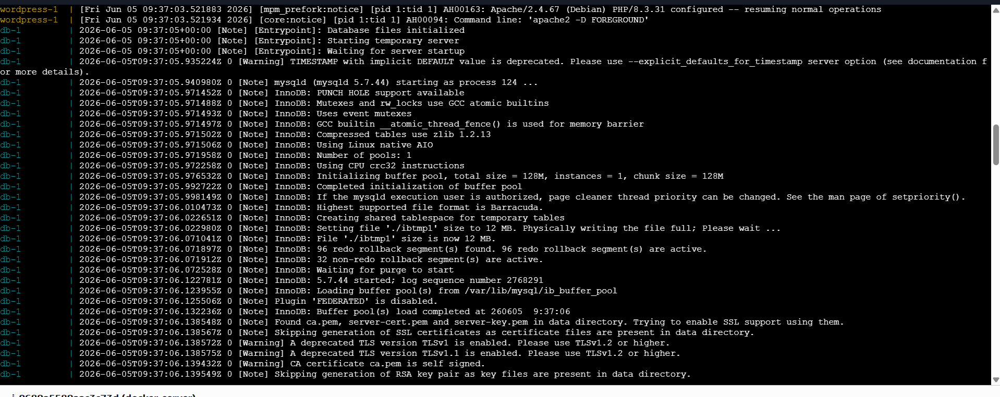 wordpress-1  | [Fri Jun 05 09:37:03.521883 2026] [mpm_prefork:notice] [pid 1:tid 1] AH00163: Apache/2.4.67 (Debian) PHP/8.3.31 configured -- resuming normal operations
wordpress-1  | [Fri Jun 05 09:37:03.521934 2026] [core:notice] [pid 1:tid 1] AH00094: Command line: 'apache2 -D FOREGROUND'
db-1         | 2026-06-05 09:37:05+00:00 [Note] [Entrypoint]: Database files initialized
db-1         | 2026-06-05 09:37:05+00:00 [Note] [Entrypoint]: Starting temporary server
db-1         | 2026-06-05 09:37:05+00:00 [Note] [Entrypoint]: Waiting for server startup
db-1         | 2026-06-05T09:37:05.935224Z 0 [Warning] TIMESTAMP with implicit DEFAULT value is deprecated. Please use --explicit_defaults_for_timestamp server option (see documentation f
or more details).
db-1         | 2026-06-05T09:37:05.940980Z 0 [Note] mysqld (mysqld 5.7.44) starting as process 124 ...
db-1         | 2026-06-05T09:37:05.971452Z 0 [Note] InnoDB: PUNCH HOLE support available
db-1         | 2026-06-05T09:37:05.971488Z 0 [Note] InnoDB: Mutexes and rw_locks use GCC atomic builtins
db-1         | 2026-06-05T09:37:05.971493Z 0 [Note] InnoDB: Uses event mutexes
db-1         | 2026-06-05T09:37:05.971497Z 0 [Note] InnoDB: GCC builtin __atomic_thread_fence() is used for memory barrier
db-1         | 2026-06-05T09:37:05.971502Z 0 [Note] InnoDB: Compressed tables use zlib 1.2.13
db-1         | 2026-06-05T09:37:05.971506Z 0 [Note] InnoDB: Using Linux native AIO
db-1         | 2026-06-05T09:37:05.971958Z 0 [Note] InnoDB: Number of pools: 1
db-1         | 2026-06-05T09:37:05.972258Z 0 [Note] InnoDB: Using CPU crc32 instructions
db-1         | 2026-06-05T09:37:05.976532Z 0 [Note] InnoDB: Initializing buffer pool, total size = 128M, instances = 1, chunk size = 128M
db-1         | 2026-06-05T09:37:05.992722Z 0 [Note] InnoDB: Completed initialization of buffer pool
db-1         | 2026-06-05T09:37:05.998149Z 0 [Note] InnoDB: If the mysqld execution user is authorized, page cleaner thread priority can be changed. See the man page of setpriority().
db-1         | 2026-06-05T09:37:06.010473Z 0 [Note] InnoDB: Highest supported file format is Barracuda.
db-1         | 2026-06-05T09:37:06.022651Z 0 [Note] InnoDB: Creating shared tablespace for temporary tables
db-1         | 2026-06-05T09:37:06.022980Z 0 [Note] InnoDB: Setting file './ibtmp1' size to 12 MB. Physically writing the file full; Please wait ...
db-1         | 2026-06-05T09:37:06.071041Z 0 [Note] InnoDB: File './ibtmp1' size is now 12 MB.
db-1         | 2026-06-05T09:37:06.071897Z 0 [Note] InnoDB: 96 redo rollback segment(s) found. 96 redo rollback segment(s) are active.
db-1         | 2026-06-05T09:37:06.071912Z 0 [Note] InnoDB: 32 non-redo rollback segment(s) are active.
db-1         | 2026-06-05T09:37:06.072528Z 0 [Note] InnoDB: Waiting for purge to start
db-1         | 2026-06-05T09:37:06.122781Z 0 [Note] InnoDB: 5.7.44 started; log sequence number 2768291
db-1         | 2026-06-05T09:37:06.123955Z 0 [Note] InnoDB: Loading buffer pool(s) from /var/lib/mysql/ib_buffer_pool
db-1         | 2026-06-05T09:37:06.125506Z 0 [Note] Plugin 'FEDERATED' is disabled.
db-1         | 2026-06-05T09:37:06.132236Z 0 [Note] InnoDB: Buffer pool(s) load completed at 260605  9:37:06
db-1         | 2026-06-05T09:37:06.138548Z 0 [Note] Found ca.pem, server-cert.pem and server-key.pem in data directory. Trying to enable SSL support using them.
db-1         | 2026-06-05T09:37:06.138567Z 0 [Note] Skipping generation of SSL certificates as certificate files are present in data directory.
db-1         | 2026-06-05T09:37:06.138572Z 0 [Warning] A deprecated TLS version TLSv1 is enabled. Please use TLSv1.2 or higher.
db-1         | 2026-06-05T09:37:06.138575Z 0 [Warning] A deprecated TLS version TLSv1.1 is enabled. Please use TLSv1.2 or higher.
db-1         | 2026-06-05T09:37:06.139432Z 0 [Warning] CA certificate ca.pem is self signed.
db-1         | 2026-06-05T09:37:06.139549Z 0 [Note] Skipping generation of RSA key pair as key files are present in data directory.
(docker-server)